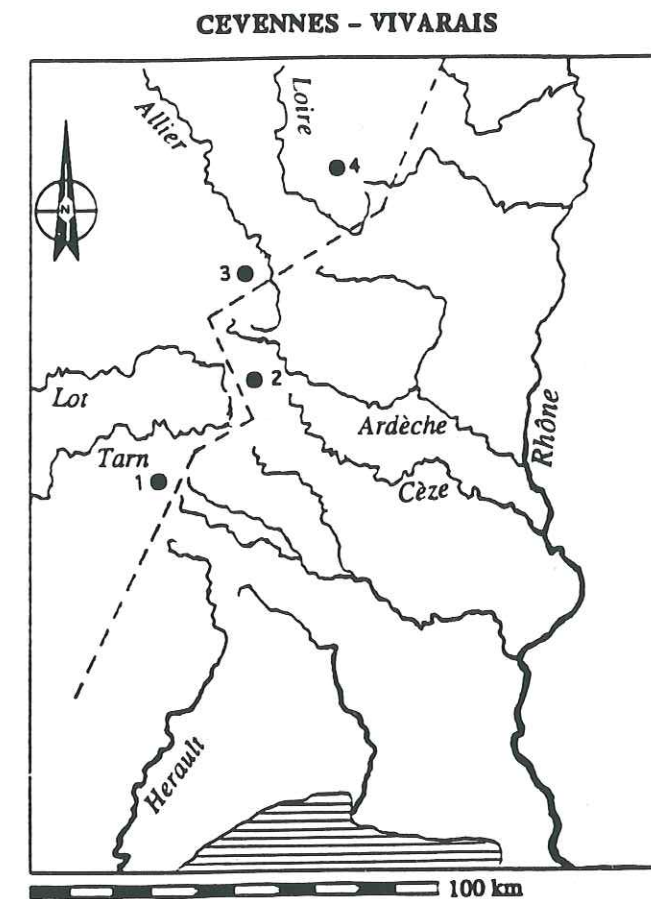 CEVENNES – VIVARAIS
Allier
Loire
4
N
3
2
Lot
Ardèche
Rhône
Tarn
1
Cèze
Herault
100 km